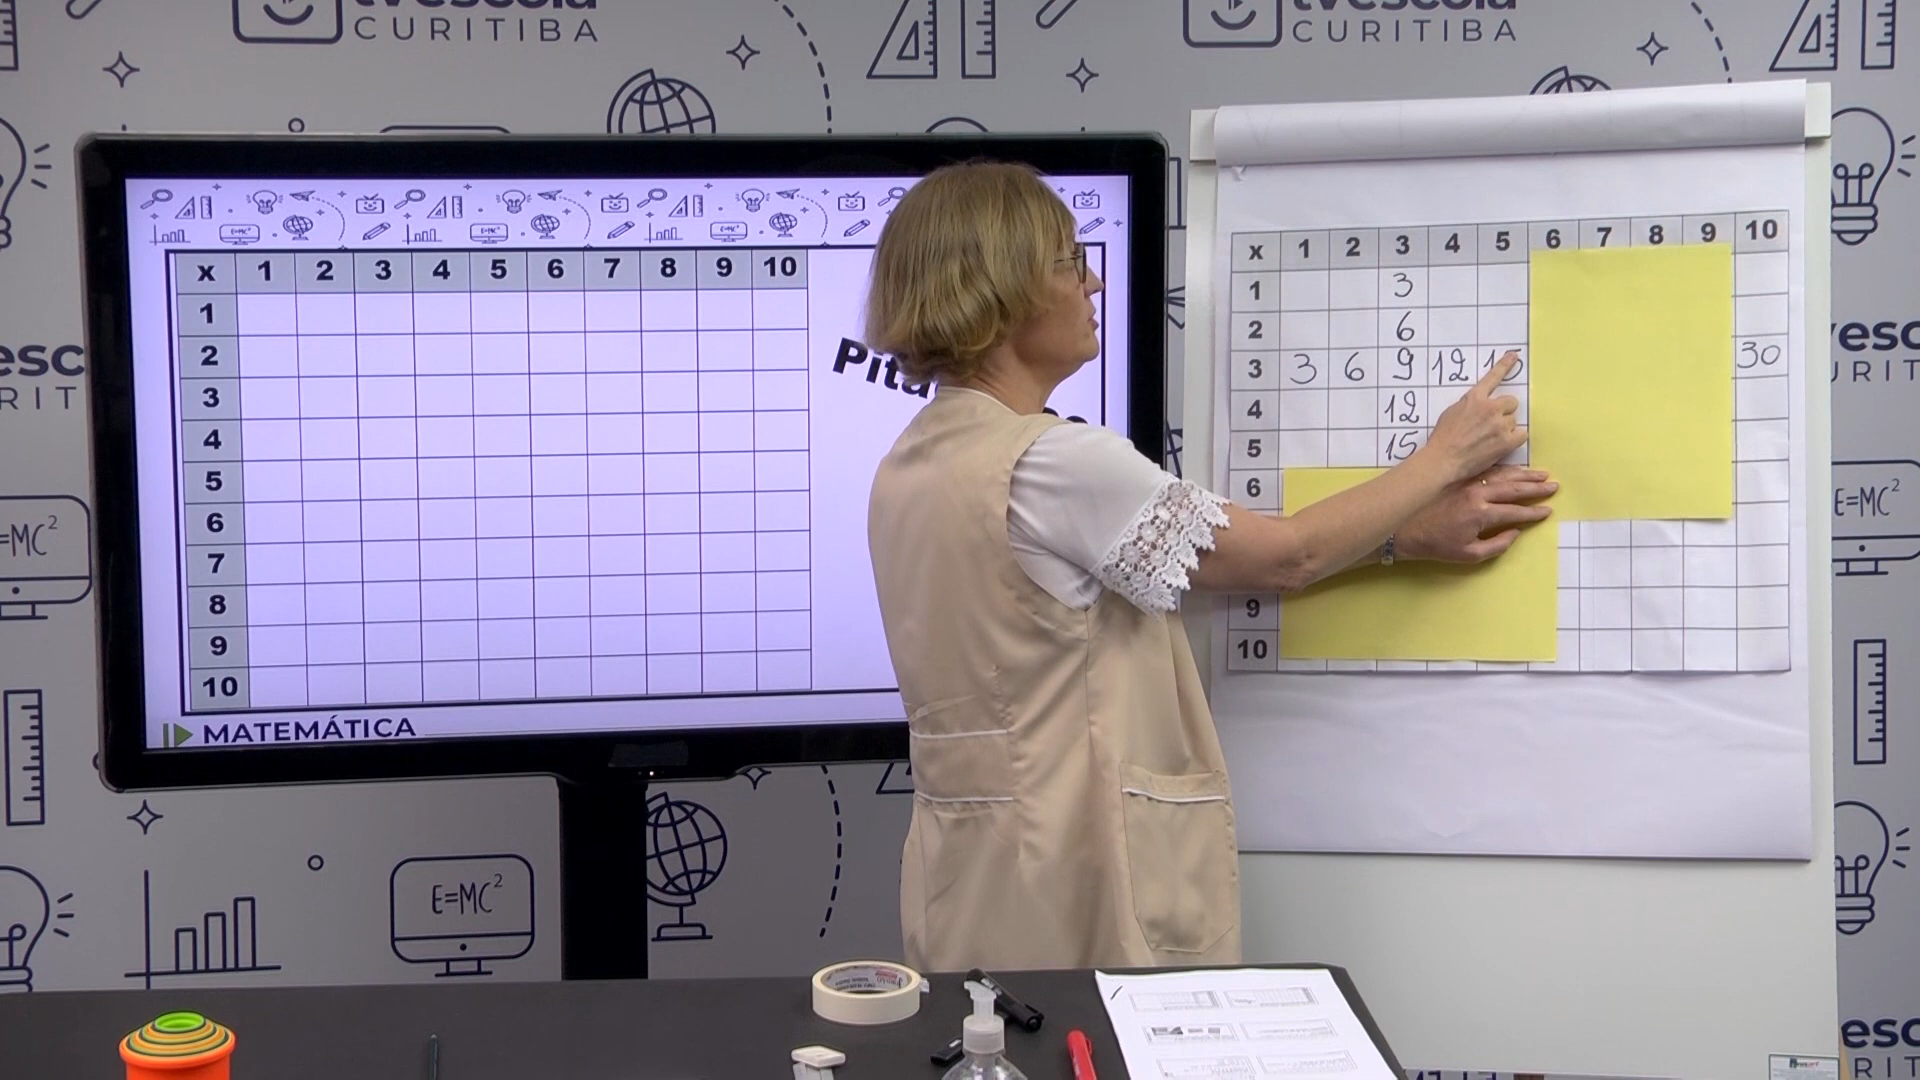 tvescola
CURITIBA
tvescola
CURITIBA
x 1 2 3 4 5 6 7 8 9 10
1
2
3
4
5
6
7
8
9
10
MATEMÁTICA
x 1 2 3 4 5 6 7 8 9 10
1 3
2 6
3 3 6 9 12 15 30
4 12
5 15
6
9
10
E=MC²
E=MC²
E=MC²